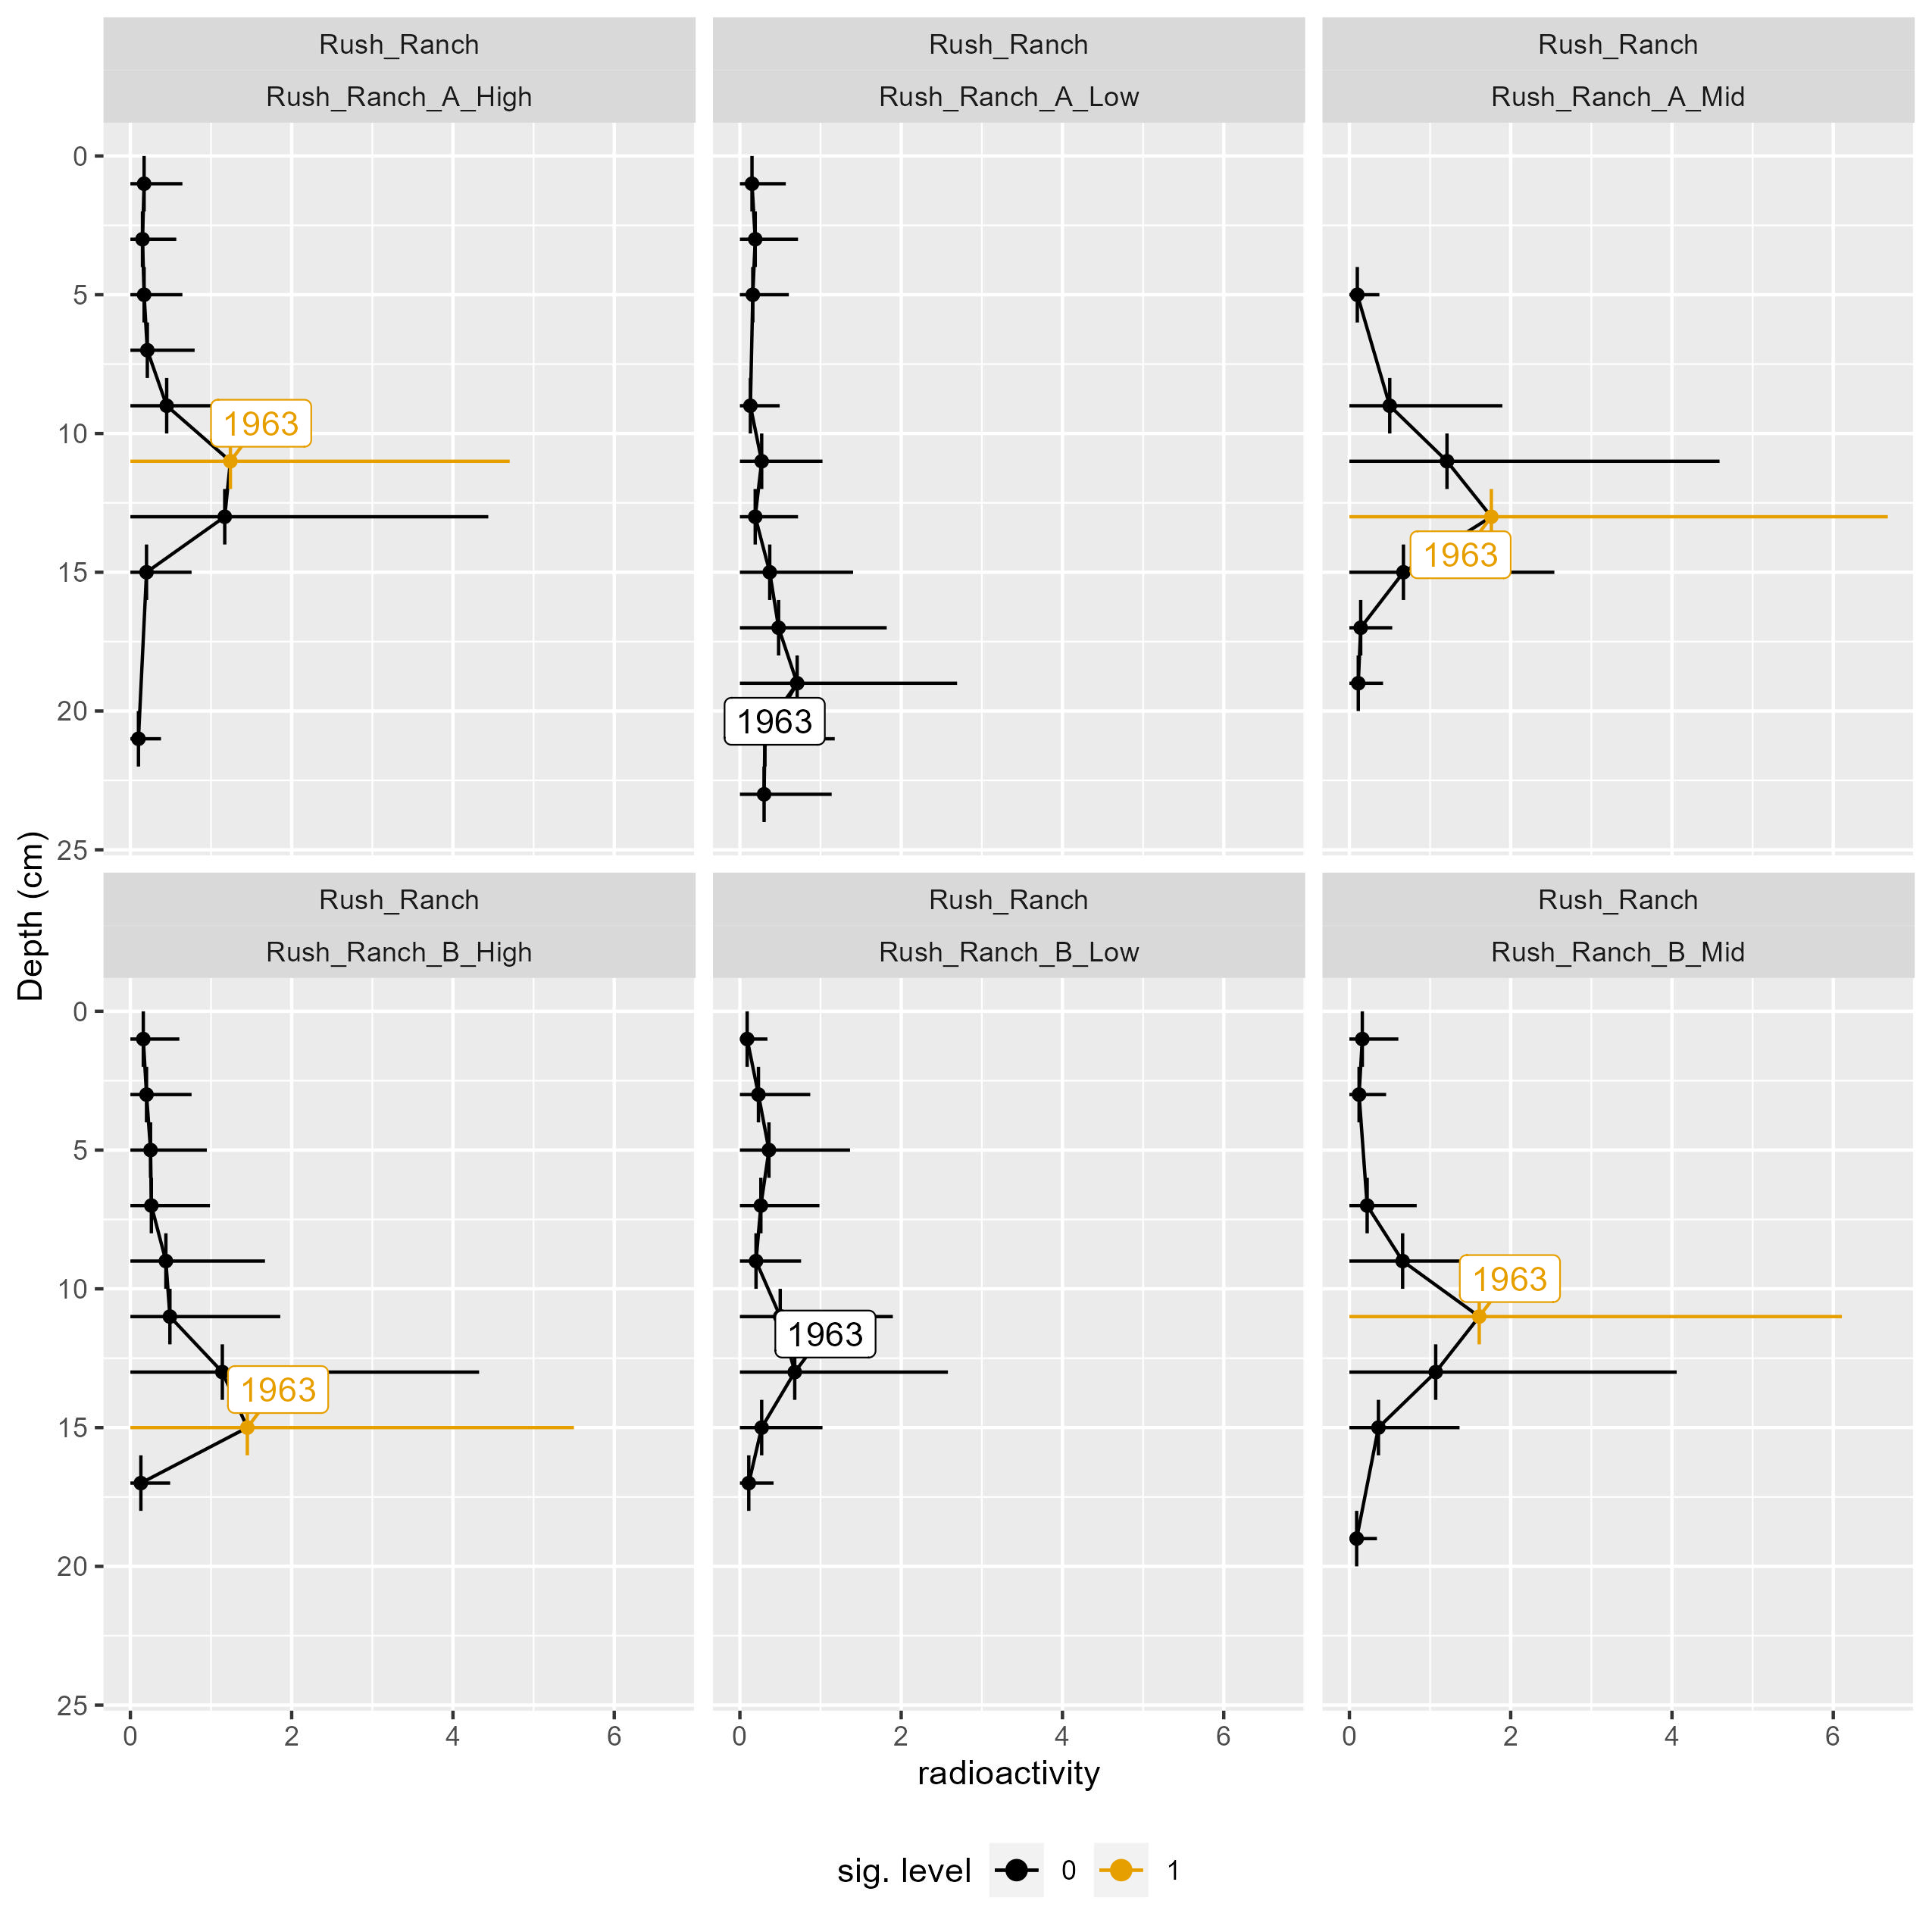 Rush_Ranch Rush_Ranch Rush_Ranch
Rush_Ranch_A_High Rush_Ranch_A_Low Rush_Ranch_A_Mid
0
5
10
15
20
25
1963
1963
1963
Depth (cm)
Rush_Ranch Rush_Ranch Rush_Ranch
Rush_Ranch_B_High Rush_Ranch_B_Low Rush_Ranch_B_Mid
0
5
10
15
20
25
1963
1963
1963
0 2 4 6 0 2 4 6 0 2 4 6
radioactivity
sig. level 0 1